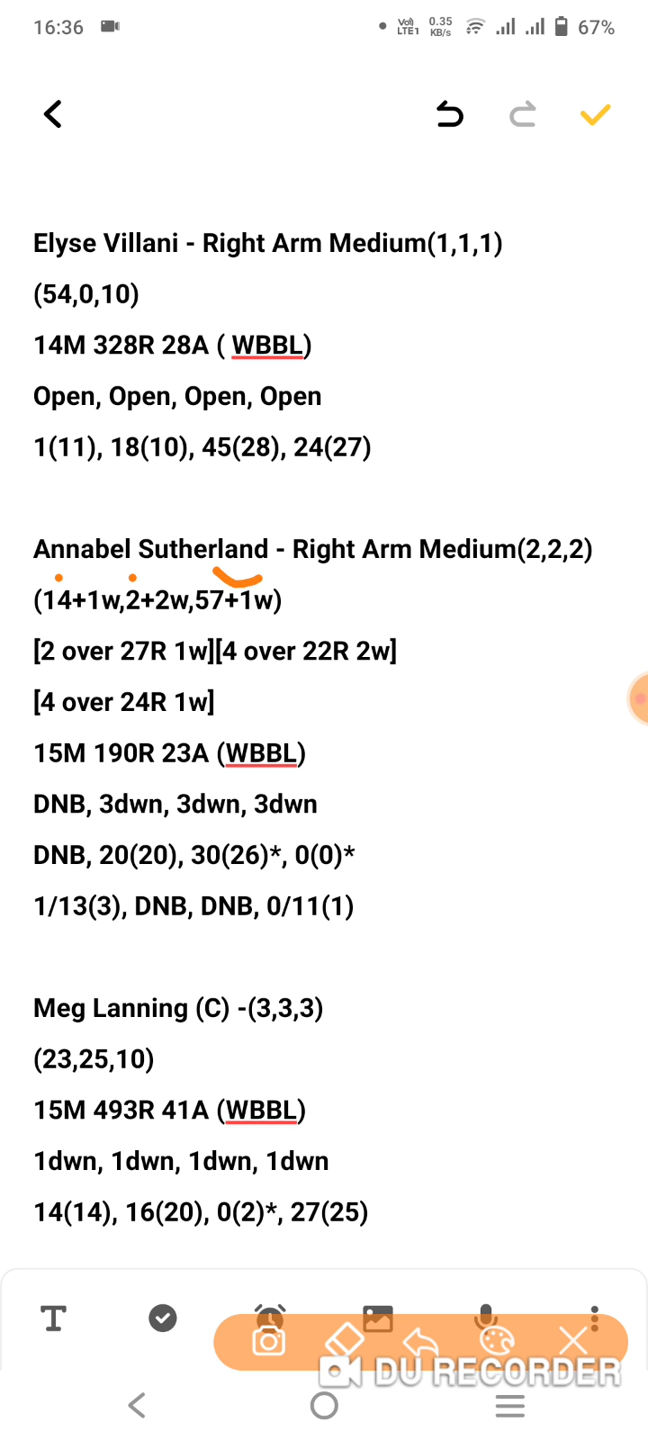 16:36
Vo) LTE1 0.35 KB/s 67%
Elyse Villani - Right Arm Medium(1,1,1)
(54,0,10)
14M 328R 28A ( WBBL)
Open, Open, Open, Open
1(11), 18(10), 45(28), 24(27)
Annabel Sutherland - Right Arm Medium(2,2,2)
(14+1w,2+2w,57+1w)
[2 over 27R 1w][4 over 22R 2w]
[4 over 24R 1w]
15M 190R 23A (WBBL)
DNB, 3dwn, 3dwn, 3dwn
DNB, 20(20), 30(26)*, 0(0)*
1/13(3), DNB, DNB, 0/11(1)
Meg Lanning (C) -(3,3,3)
(23,25,10)
15M 493R 41A (WBBL)
1dwn, 1dwn, 1dwn, 1dwn
14(14), 16(20), 0(2)*, 27(25)
T
DU RECORDER